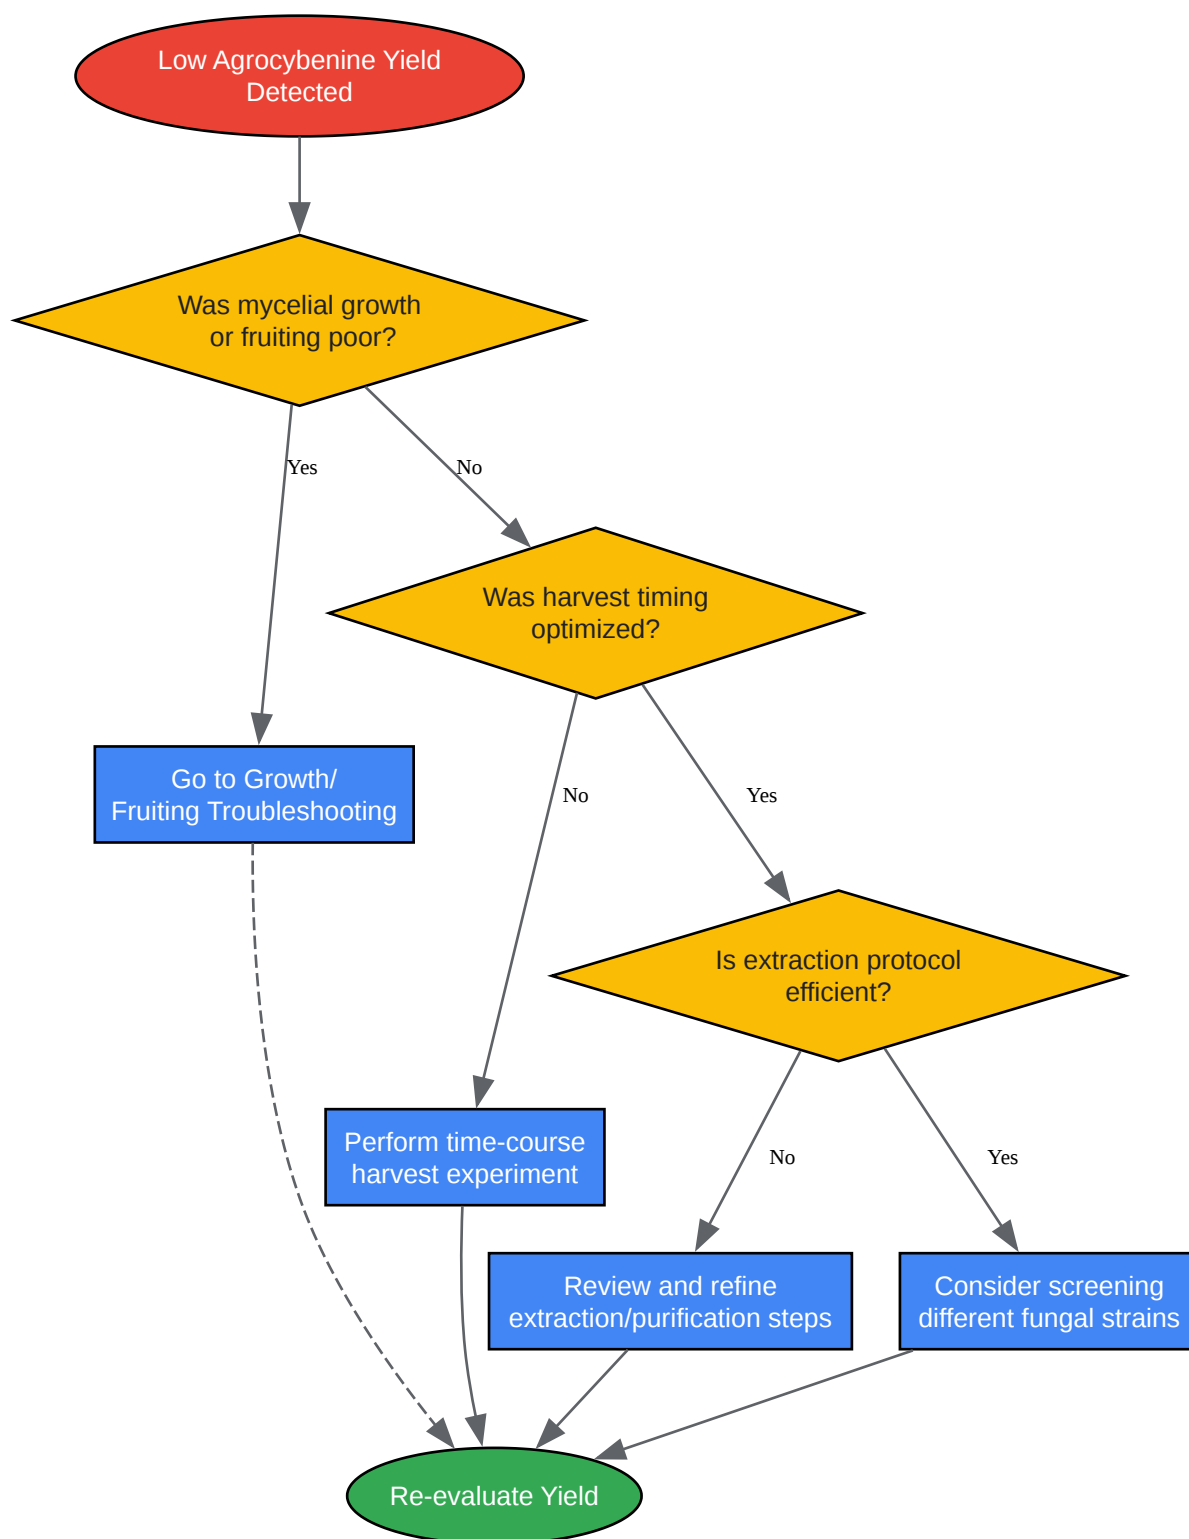 Low Agrocybenine Yield
Detected
Was mycelial growth
or fruiting poor?
Yes
No
Was harvest timing
optimized?
Go to Growth/
Fruiting Troubleshooting
No
Yes
Is extraction protocol
efficient?
Perform time-course
harvest experiment
No
Yes
Review and refine
extraction/purification steps
Consider screening
different fungal strains
Re-evaluate Yield